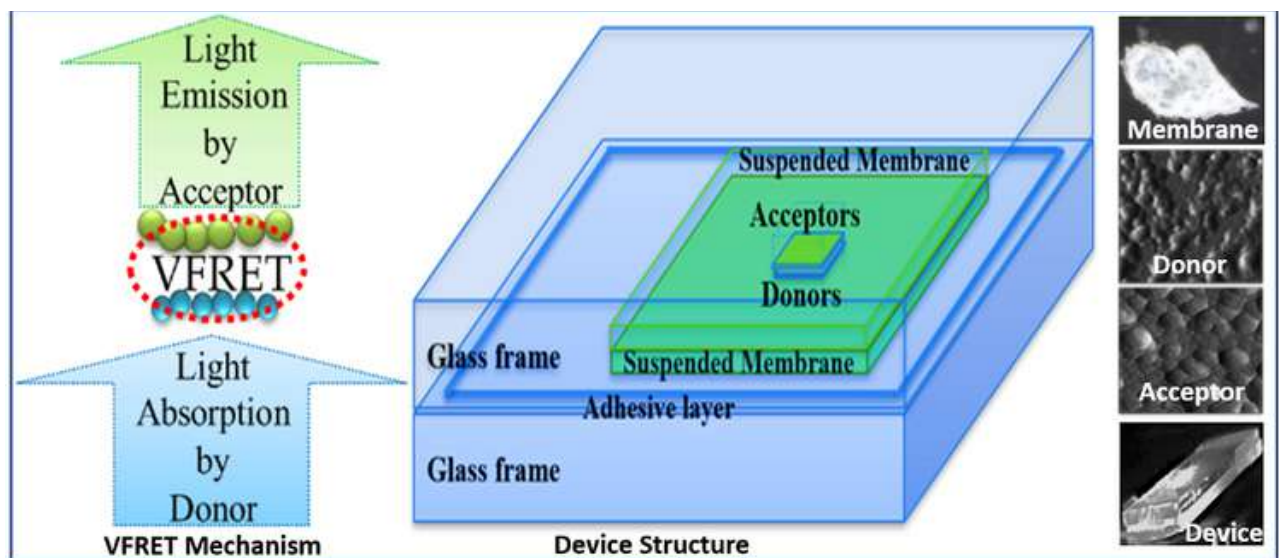 Light
Emission
by
Acceptor
VFRET
Light
Absorption
by
Donor
VFRET Mechanism
Suspended Membrane
Acceptors
Donors
Glass frame
Suspended Membrane
Adhesive layer
Glass frame
Device Structure
Membrane
Donor
Acceptor
Device